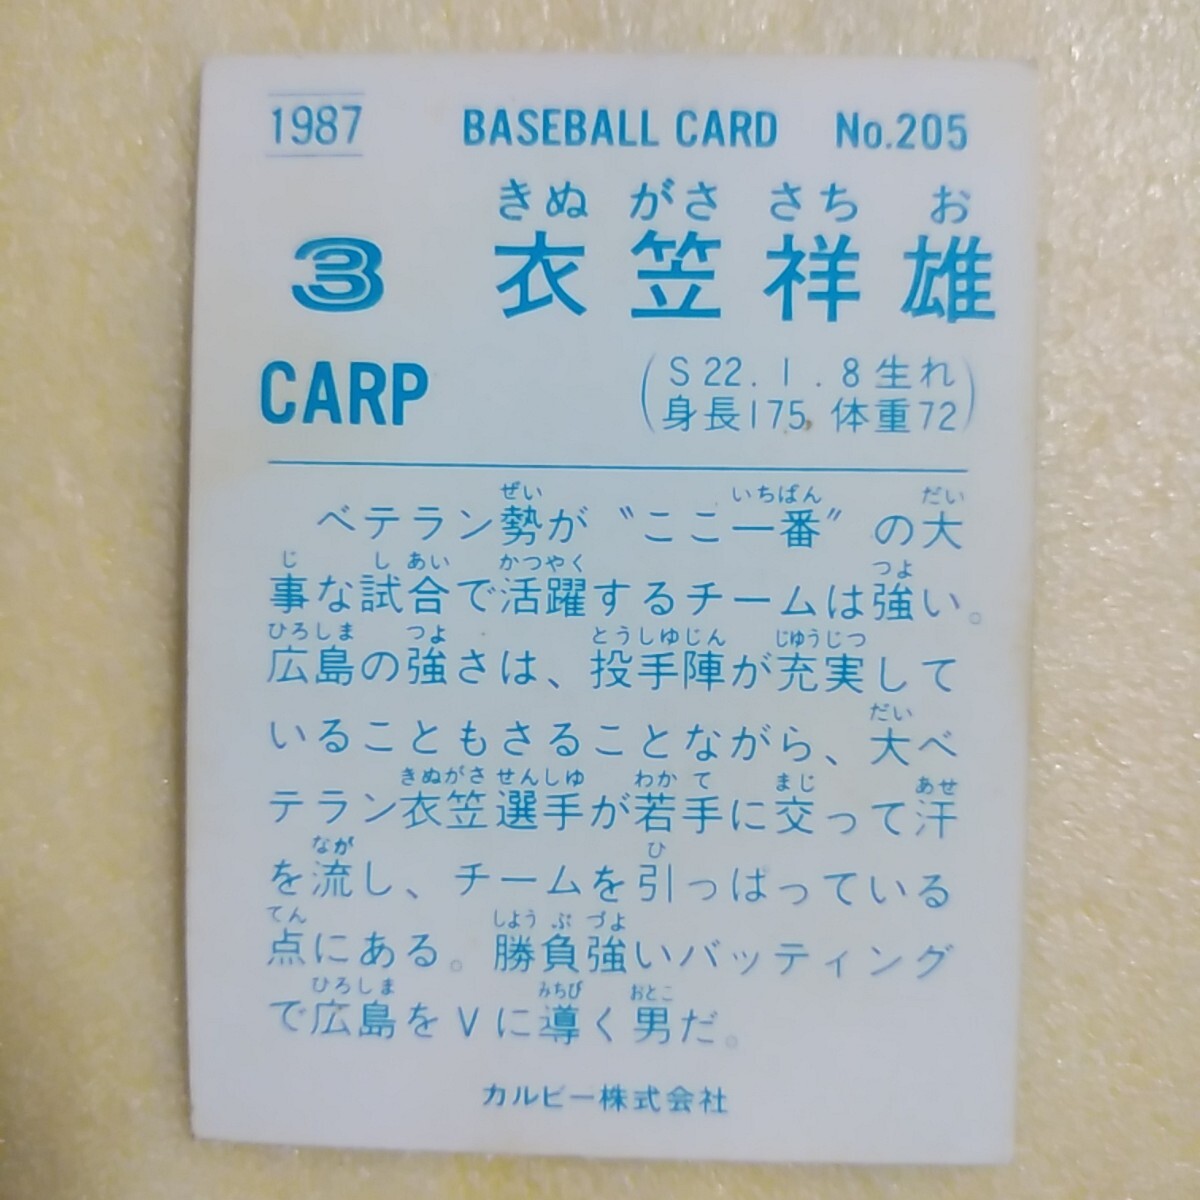 1987 BASEBALL CARD No.205
きぬ がさ さち お
3 衣笠祥雄
CARP
(S22.1.8生れ
身長175, 体重72)
ぜい いちばん だい
ベテラン勢が〝ここ一番〟の大
じ し あい かつやく つよ
事な試合で活躍するチームは強い。
ひろしま つよ とうしゆじん じゆうじつ
広島の強さは、投手陣が充実して
だい
いることもさることながら、大ベ
きぬがさ せんしゆ わか て まじ あせ
テラン衣笠選手が若手に交って汗
なが ひ
を流し、チームを引っぱっている
てん しよう ぶ づよ
点にある。勝負強いバッティング
ひろしま みちび おとこ
で広島をVに導く男だ。
カルビー株式会社